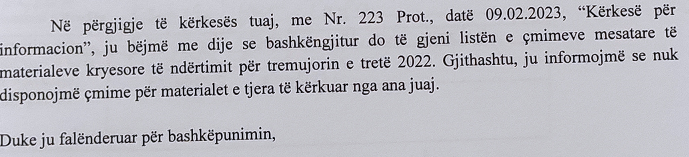 Në përgjigje të kërkesës tuaj, me Nr. 223 Prot., datë 09.02.2023, “Kërkesë për
informacion”, ju bëjmë me dije se bashkëngjitur do të gjeni listën e çmimeve mesatare të
materialeve kryesore të ndërtimit për tremujorin e tretë 2022. Gjithashtu, ju informojmë se nuk
disponojmë çmime për materialet e tjera të kërkuar nga ana juaj.
Duke ju falënderuar për bashkëpunimin,